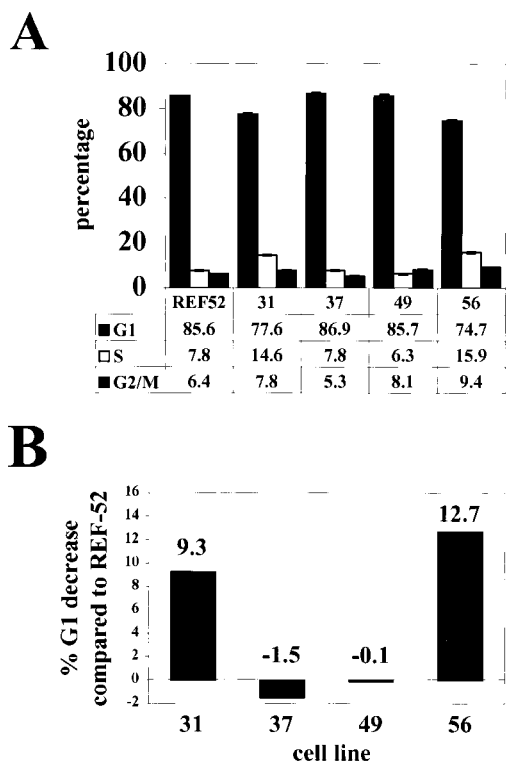 A
percentage
100
80
60
40
20
0
REF52 31 37 49 56
G1 85.6 77.6 86.9 85.7 74.7
S 7.8 14.6 7.8 6.3 15.9
G2/M 6.4 7.8 5.3 8.1 9.4
B
% G1 decrease
compared to REF-52
16
14
12
10
8
6
4
2
0
-2
9.3
-1.5
-0.1
12.7
31 37 49 56
cell line